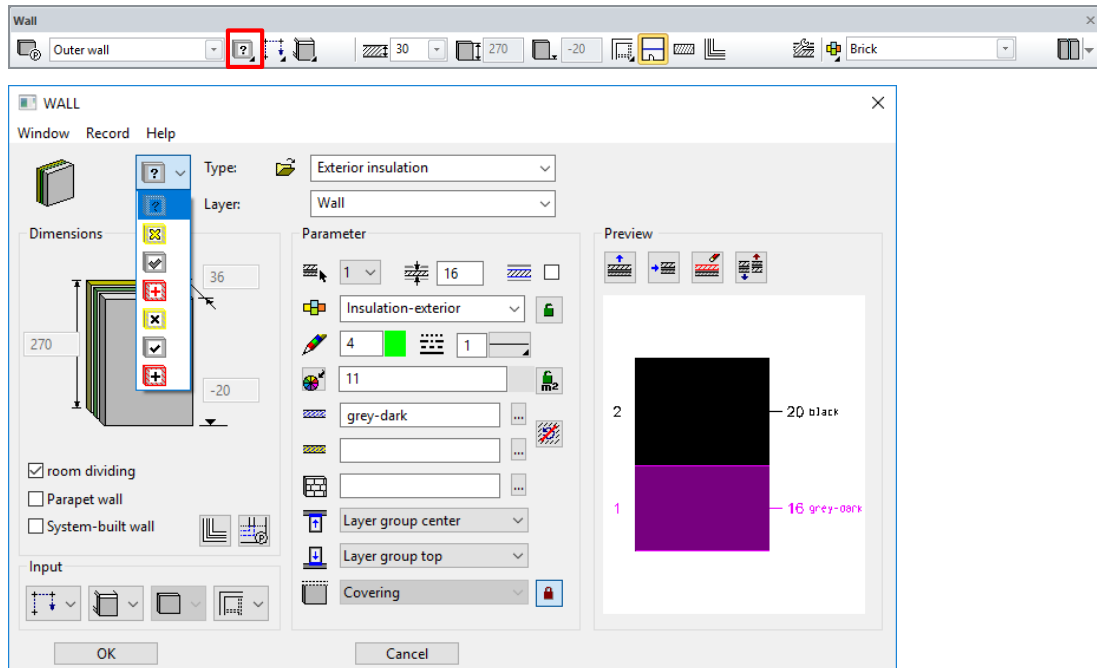 Wall
Outer wall 30 270 -20 Brick
WALL
Window Record Help
Type: Exterior insulation
Layer: Wall
Dimensions
36
270
-20
room dividing
Parapet wall
System-built wall
Input
Parameter
1 16
Insulation-exterior
4 1
11
m2
grey-dark ...
...
...
Layer group center
Layer group top
Covering
Preview
2 20 black
1 16 grey-dark
OK Cancel